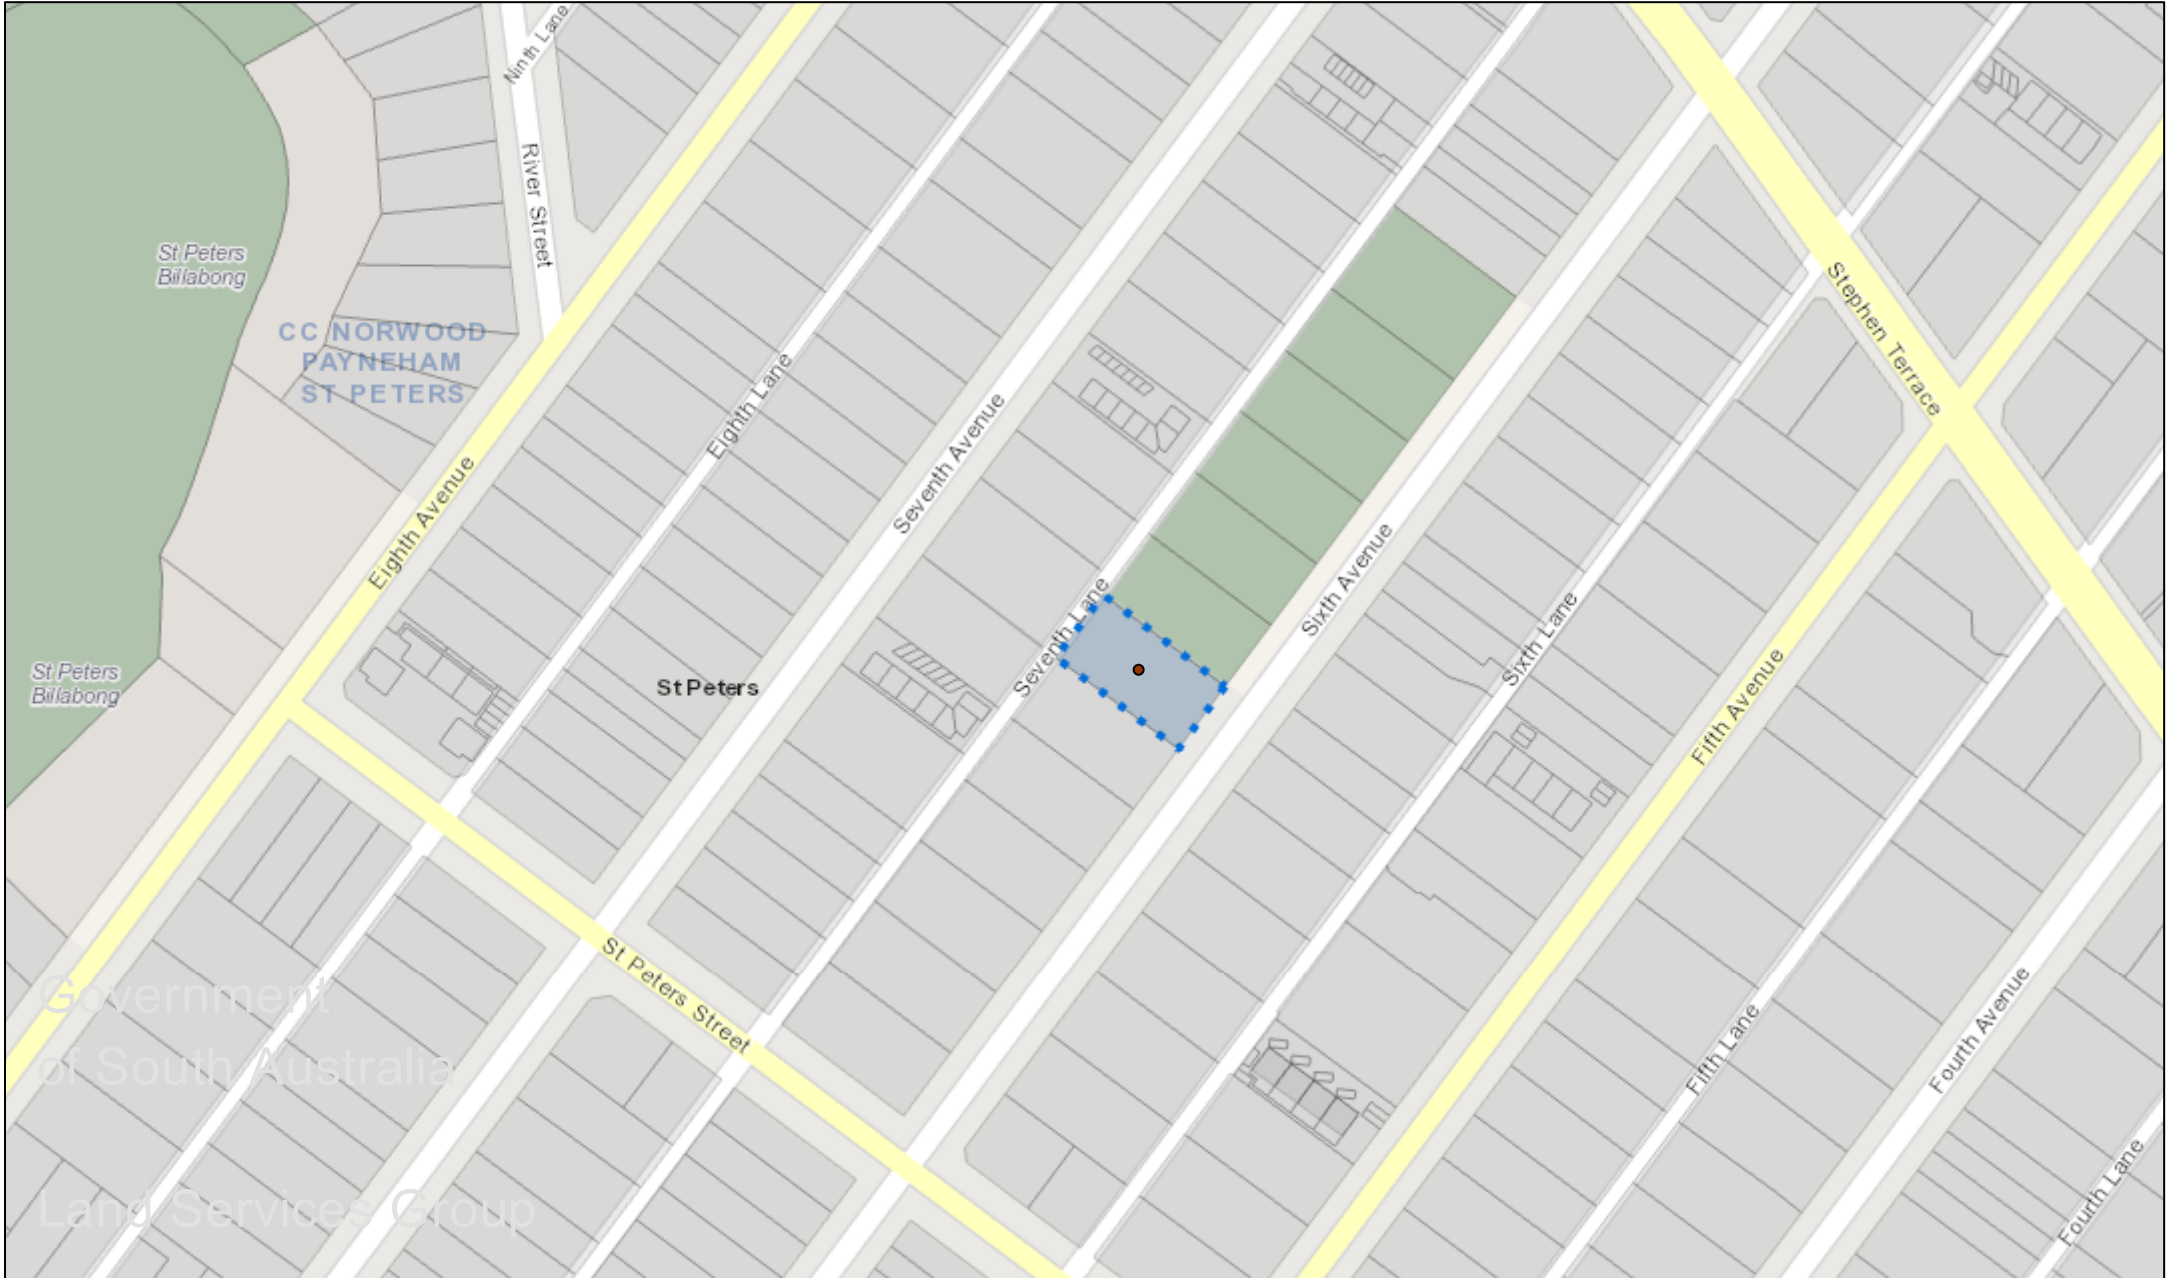 Ninth Lane
River Street
St Peters
Billabong
CC NORWOOD
PAYNEHAM
ST PETERS
Stephen Terrace
Eighth Lane
Seventh Avenue
Eighth Avenue
Sixth Avenue
Seventh Lane
Sixth Lane
St Peters
Billabong
St Peters
Fifth Avenue
St Peters Street
Fifth Lane
Fourth Avenue
Fourth Lane
Government
of South Australia
Land Services Group